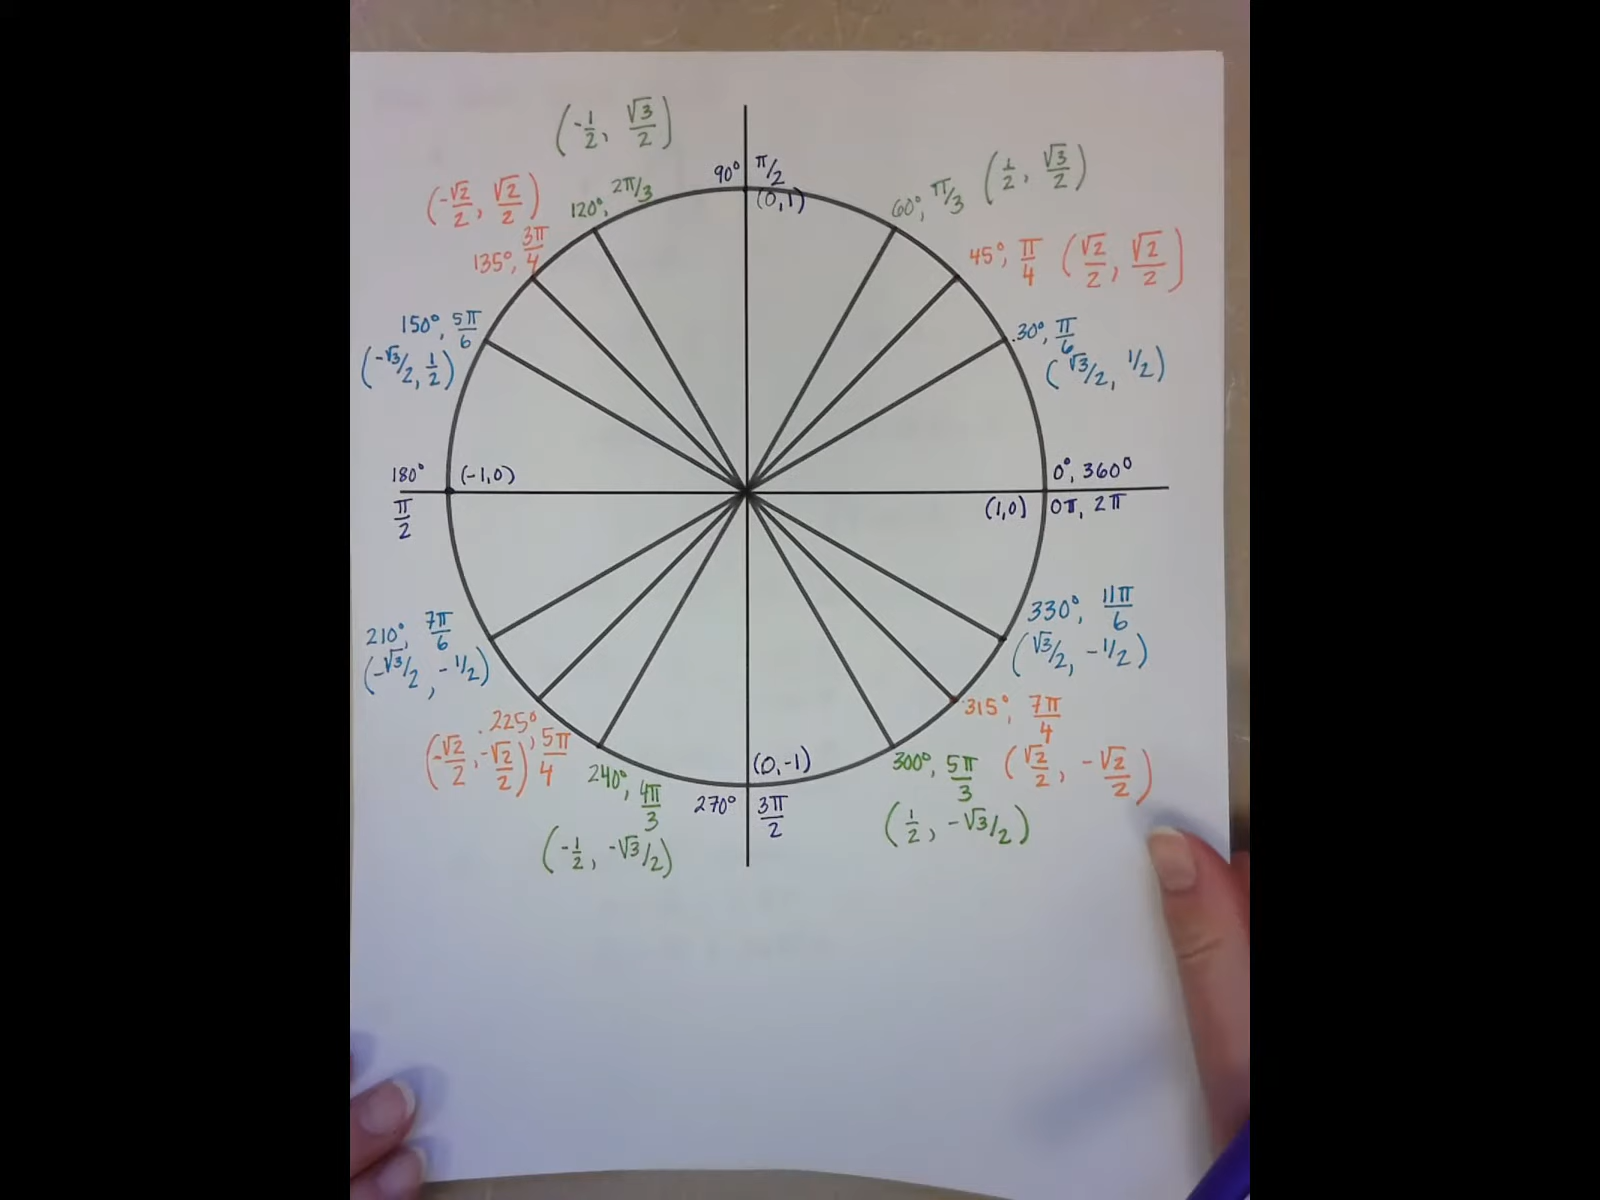 (-1/2, √3/2)
90° π/2
(0,1)
120°, 2π/3
(-√2/2, √2/2)
135°, 3π/4
150°, 5π/6
(-√3/2, 1/2)
180° (-1,0)
π/2
210°, 7π/6
(-√3/2, -1/2)
225°, 5π/4
(-√2/2, -√2/2)
240°, 4π/3
(-1/2, -√3/2)
(0,-1)
270° 3π/2
60°, π/3 (1/2, √3/2)
45°, π/4 (√2/2, √2/2)
30°, π/6
(√3/2, 1/2)
0°, 360°
(1,0) 0π, 2π
330°, 11π/6
(√3/2, -1/2)
315°, 7π/4
(√2/2, -√2/2)
300°, 5π/3
(1/2, -√3/2)